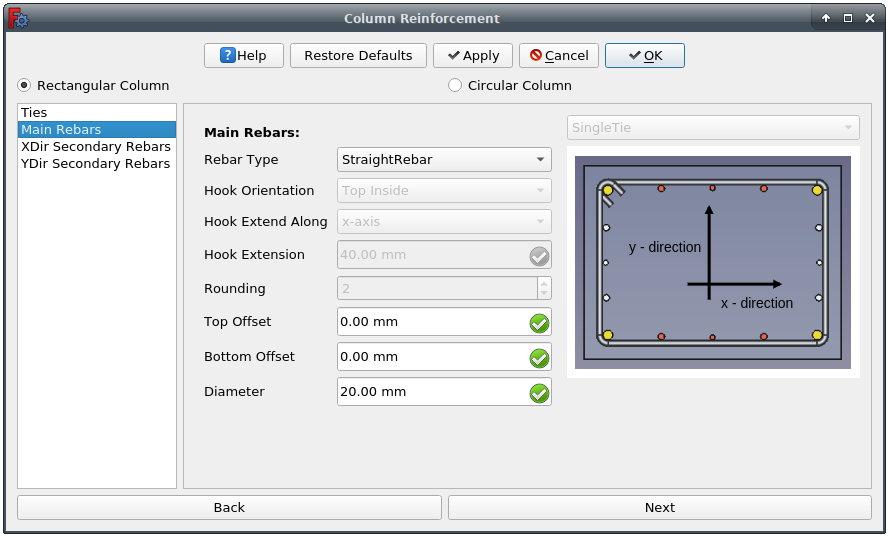 Column Reinforcement
Help Restore Defaults Apply Cancel OK
Rectangular Column Circular Column
Ties
Main Rebars
XDir Secondary Rebars
YDir Secondary Rebars
Main Rebars:
Rebar Type StraightRebar
Hook Orientation Top Inside
Hook Extend Along x-axis
Hook Extension 40.00 mm
Rounding 2
Top Offset 0.00 mm
Bottom Offset 0.00 mm
Diameter 20.00 mm
SingleTie
y - direction
x - direction
Back Next